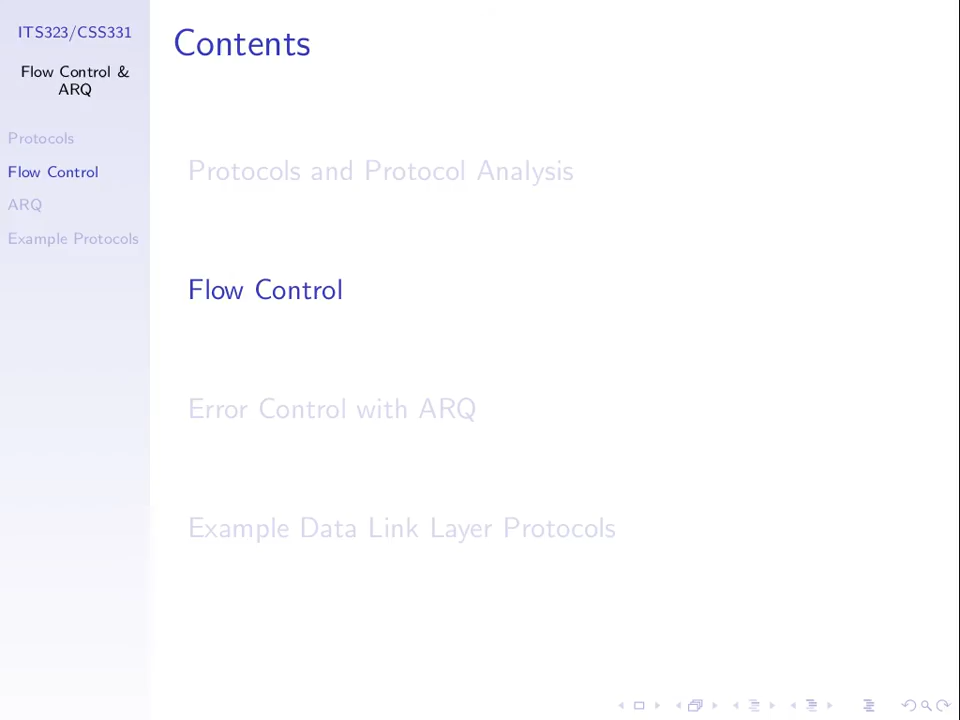 ITS323/CSS331
Flow Control &
ARQ
Protocols
Flow Control
ARQ
Example Protocols
Contents
Protocols and Protocol Analysis
Flow Control
Error Control with ARQ
Example Data Link Layer Protocols